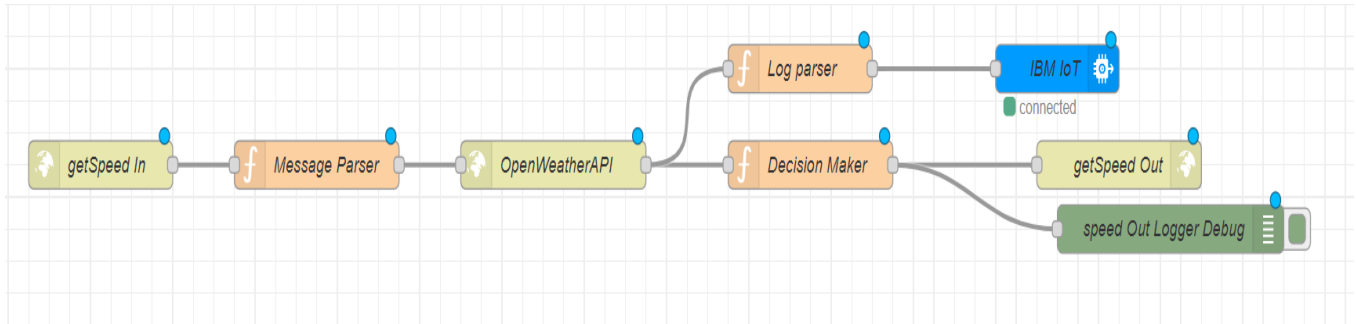 Log parser
IBM IoT
connected
getSpeed In
Message Parser
OpenWeatherAPI
Decision Maker
getSpeed Out
speed Out Logger Debug